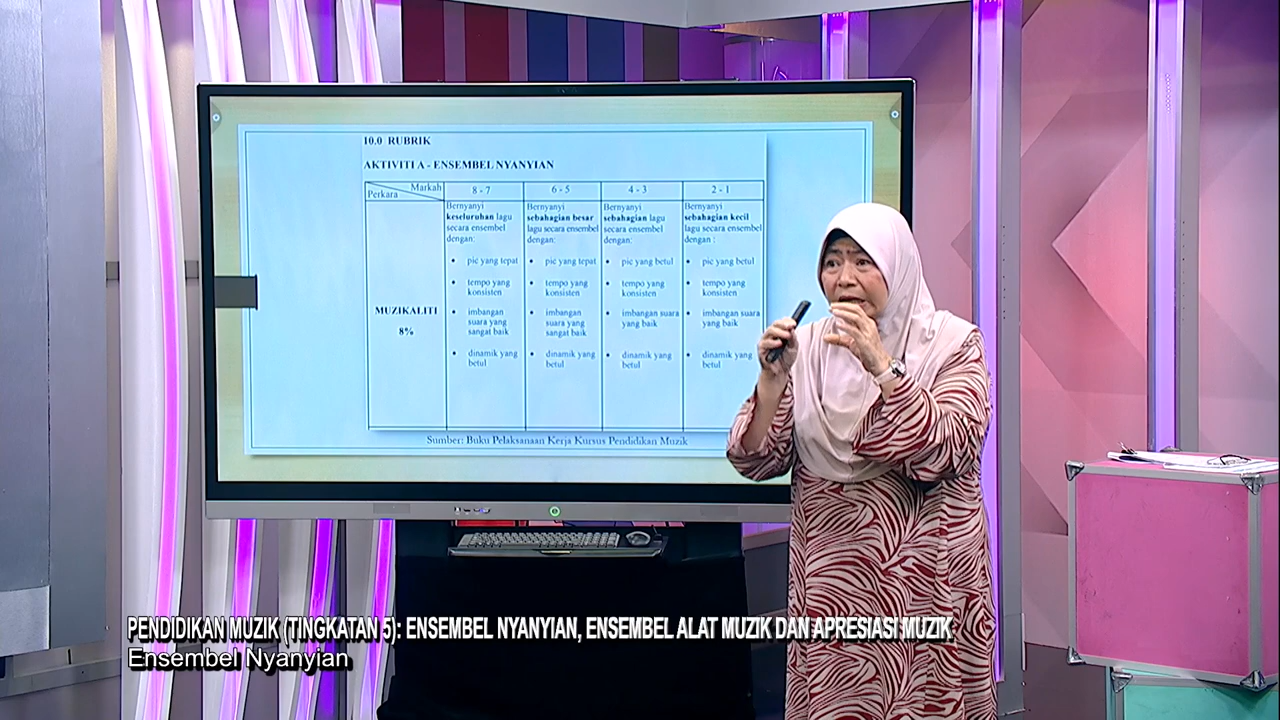 10.0 RUBRIK
AKTIVITI A - ENSEMBEL NYANYIAN
Markah
Perkara
8 - 7
6 - 5
4 - 3
2 - 1
MUZIKALITI
8%
Bernyanyi
keseluruhan lagu
secara ensembel
dengan:
• pic yang tepat
• tempo yang
konsisten
• imbangan
suara yang
sangat baik
• dinamik yang
betul
Bernyanyi
sebahagian besar
lagu secara ensembel
dengan:
• pic yang tepat
• tempo yang
konsisten
• imbangan
suara yang
sangat baik
• dinamik yang
betul
Bernyanyi
sebahagian lagu
secara ensembel
dengan:
• pic yang betul
• tempo yang
konsisten
• imbangan suara
yang baik
• dinamik yang
betul
Bernyanyi
sebahagian kecil
lagu secara ensembel
dengan :
• pic yang betul
• tempo yang
konsisten
• imbangan suara
yang baik
• dinamik yang
betul
Sumber: Buku Pelaksanaan Kerja Kursus Pendidikan Muzik
PENDIDIKAN MUZIK (TINGKATAN 5): ENSEMBEL NYANYIAN, ENSEMBEL ALAT MUZIK DAN APRESIASI MUZIK
Ensembel Nyanyian